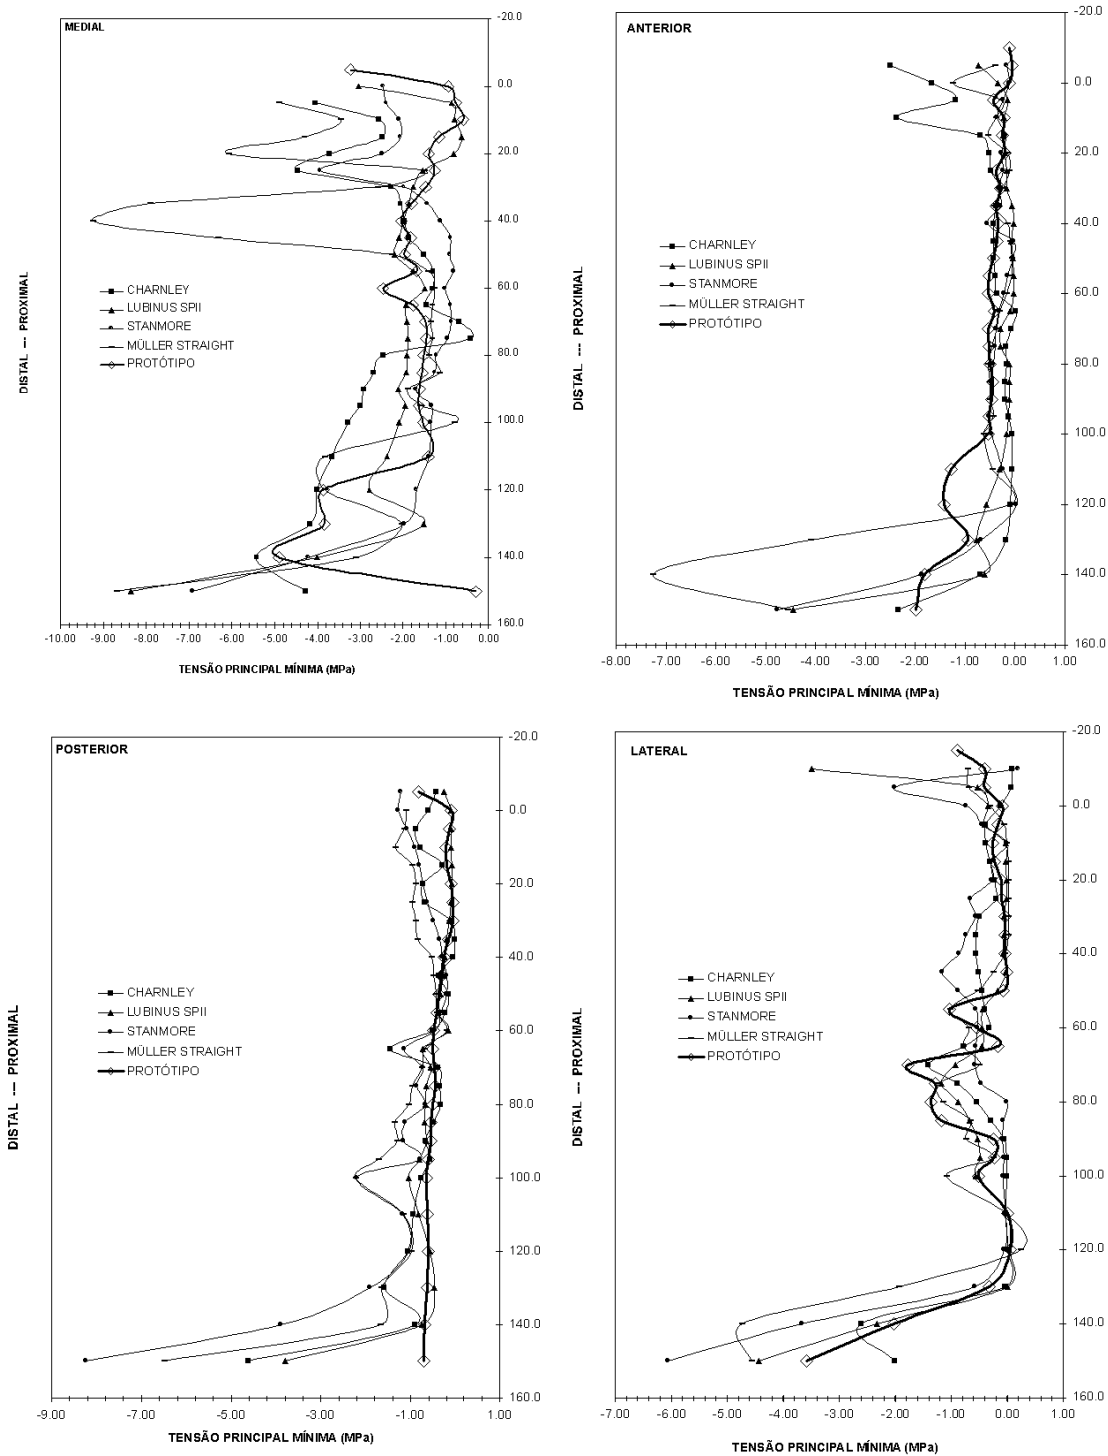 MEDIAL
-20.0
0.0
20.0
40.0
60.0
80.0
100.0
120.0
140.0
160.0
DISTAL --- PROXIMAL
CHARNLEY
LUBINUS SPII
STANMORE
MÜLLER STRAIGHT
PROTÓTIPO
-10.00 -9.00 -8.00 -7.00 -6.00 -5.00 -4.00 -3.00 -2.00 -1.00 0.00
TENSÃO PRINCIPAL MÍNIMA (MPa)
ANTERIOR
-20.0
0.0
20.0
40.0
60.0
80.0
100.0
120.0
140.0
160.0
DISTAL --- PROXIMAL
CHARNLEY
LUBINUS SPII
STANMORE
MÜLLER STRAIGHT
PROTÓTIPO
-8.00 -7.00 -6.00 -5.00 -4.00 -3.00 -2.00 -1.00 0.00 1.00
TENSÃO PRINCIPAL MÍNIMA (MPa)
POSTERIOR
-20.0
0.0
20.0
40.0
60.0
80.0
100.0
120.0
140.0
160.0
DISTAL --- PROXIMAL
CHARNLEY
LUBINUS SPII
STANMORE
MÜLLER STRAIGHT
PROTÓTIPO
-9.00 -7.00 -5.00 -3.00 -1.00 1.00
TENSÃO PRINCIPAL MÍNIMA (MPa)
LATERAL
-20.0
0.0
20.0
40.0
60.0
80.0
100.0
120.0
140.0
160.0
DISTAL --- PROXIMAL
CHARNLEY
LUBINUS SPII
STANMORE
MÜLLER STRAIGHT
PROTÓTIPO
-7.00 -6.00 -5.00 -4.00 -3.00 -2.00 -1.00 0.00 1.00
TENSÃO PRINCIPAL MÍNIMA (MPa)